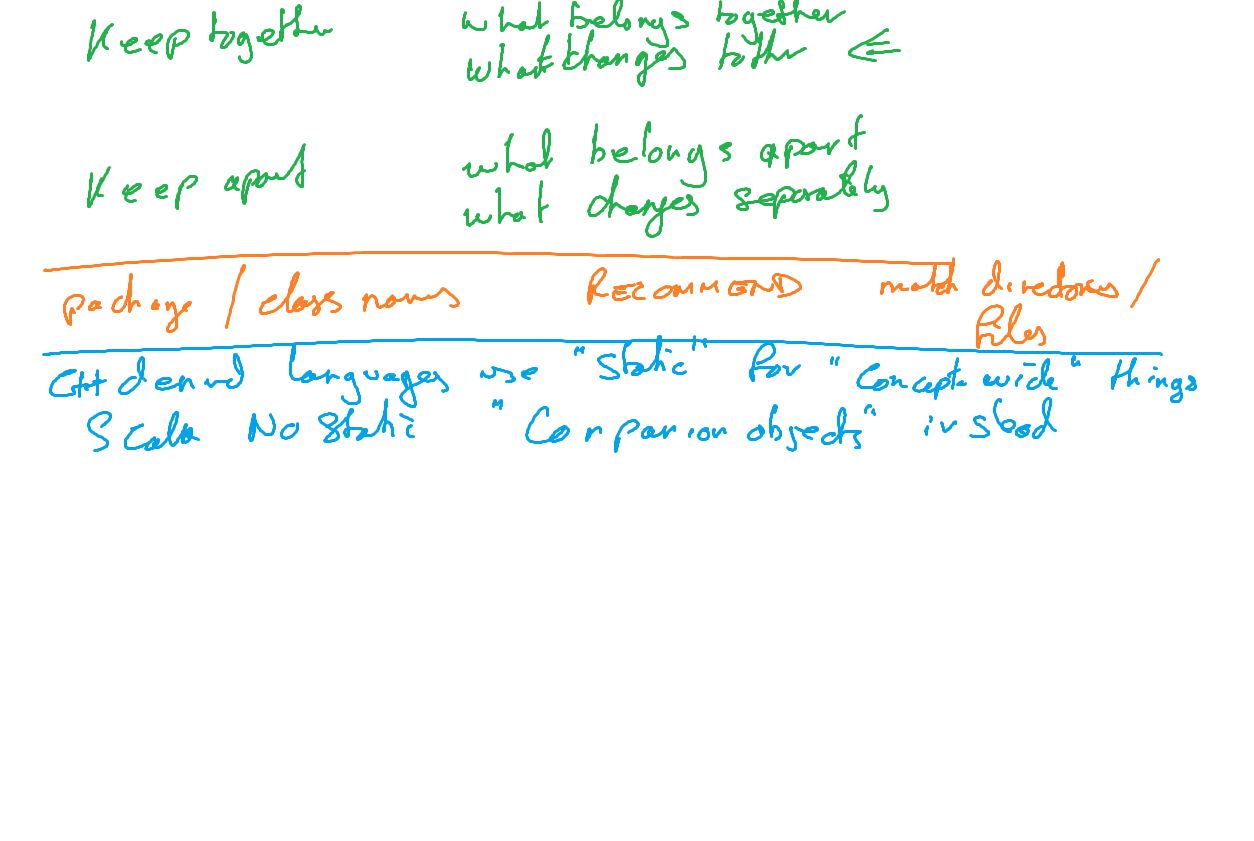 Keep together what belongs together
what changes togther <=
Keep apart what belongs apart
what changes separately
package / class names RECOMMEND match directories /
files
C++ derived languages use "static" for "Concept wide" things
Scala No Static "Companion objects" instead